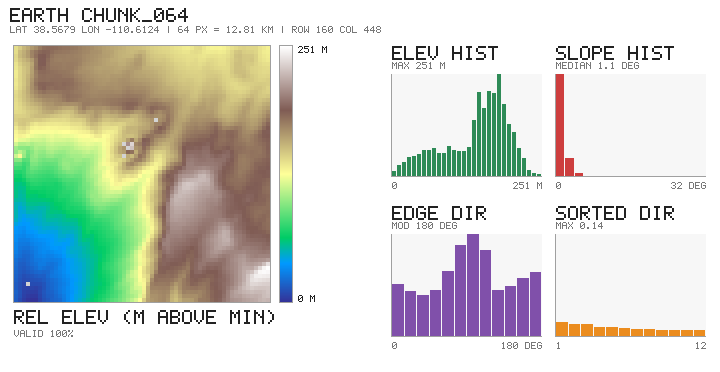 EARTH CHUNK_064
LAT 38.5679 LON -110.6124 | 64 PX = 12.81 KM | ROW 160 COL 448
251 M
0 M
REL ELEV (M ABOVE MIN)
VALID 100%
ELEV HIST
MAX 251 M
0 251 M
SLOPE HIST
MEDIAN 1.1 DEG
0 32 DEG
EDGE DIR
MOD 180 DEG
0 180 DEG
SORTED DIR
MAX 0.14
1 12